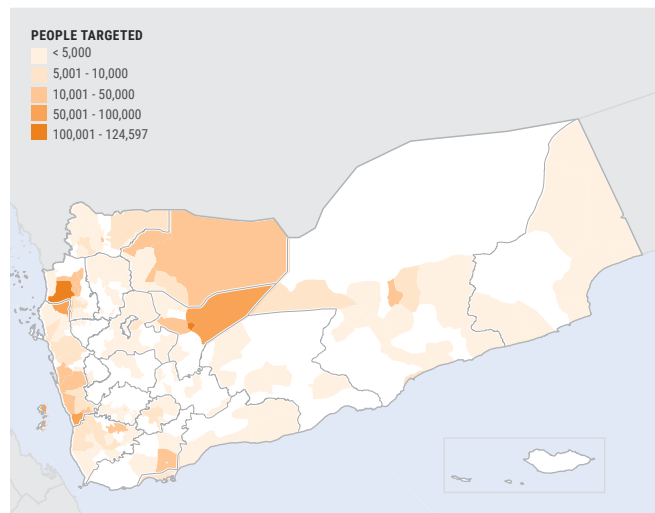 PEOPLE TARGETED
< 5,000
5,001 - 10,000
10,001 - 50,000
50,001 - 100,000
100,001 - 124,597